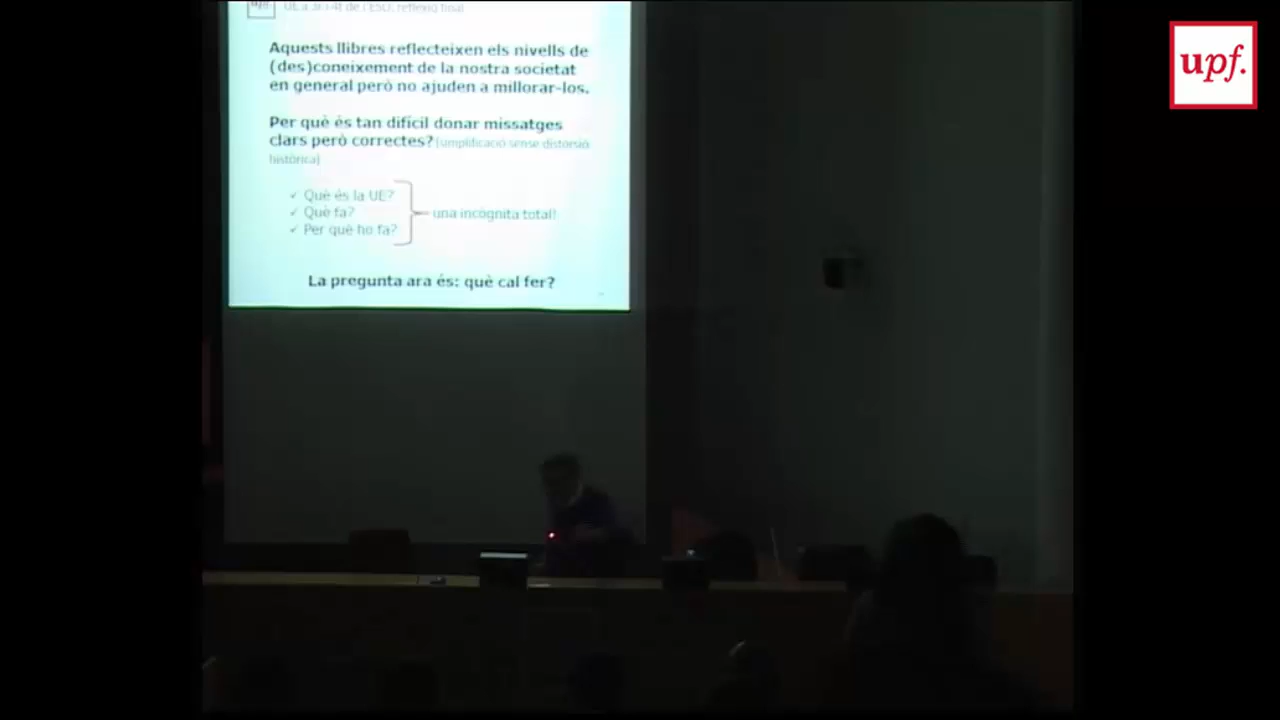 upf.
UE a 3r i 4t de l'ESO: reflexió final
Aquests llibres reflecteixen els nivells de
(des)coneixement de la nostra societat
en general però no ajuden a millorar-los.
Per què és tan difícil donar missatges
clars però correctes? (simplificació sense distorsió
històrica)
✓ Què és la UE?
✓ Què fa?
✓ Per què ho fa?
una incògnita total!
La pregunta ara és: què cal fer?